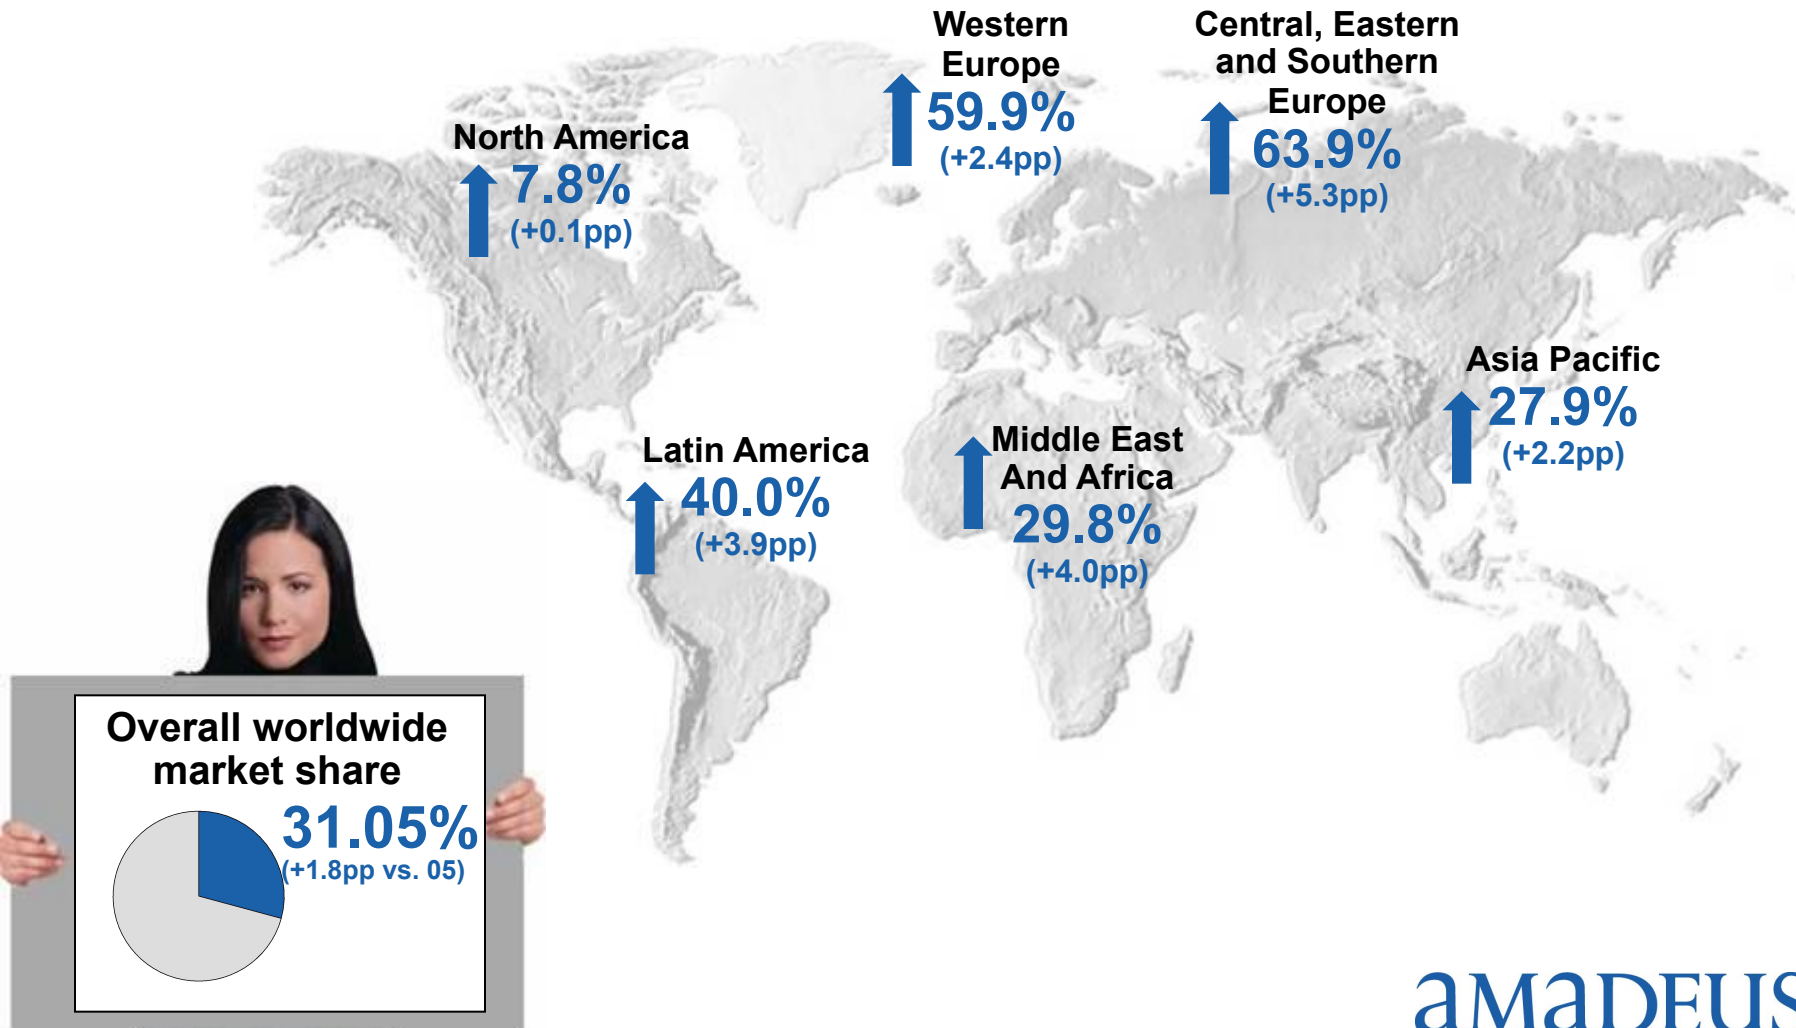 Western
Europe
59.9%
(+2.4pp)
Central, Eastern
and Southern
Europe
63.9%
(+5.3pp)
North America
7.8%
(+0.1pp)
Asia Pacific
27.9%
(+2.2pp)
Latin America
40.0%
(+3.9pp)
Middle East
And Africa
29.8%
(+4.0pp)
Overall worldwide
market share
31.05%
(+1.8pp vs. 05)
aMaDEUS